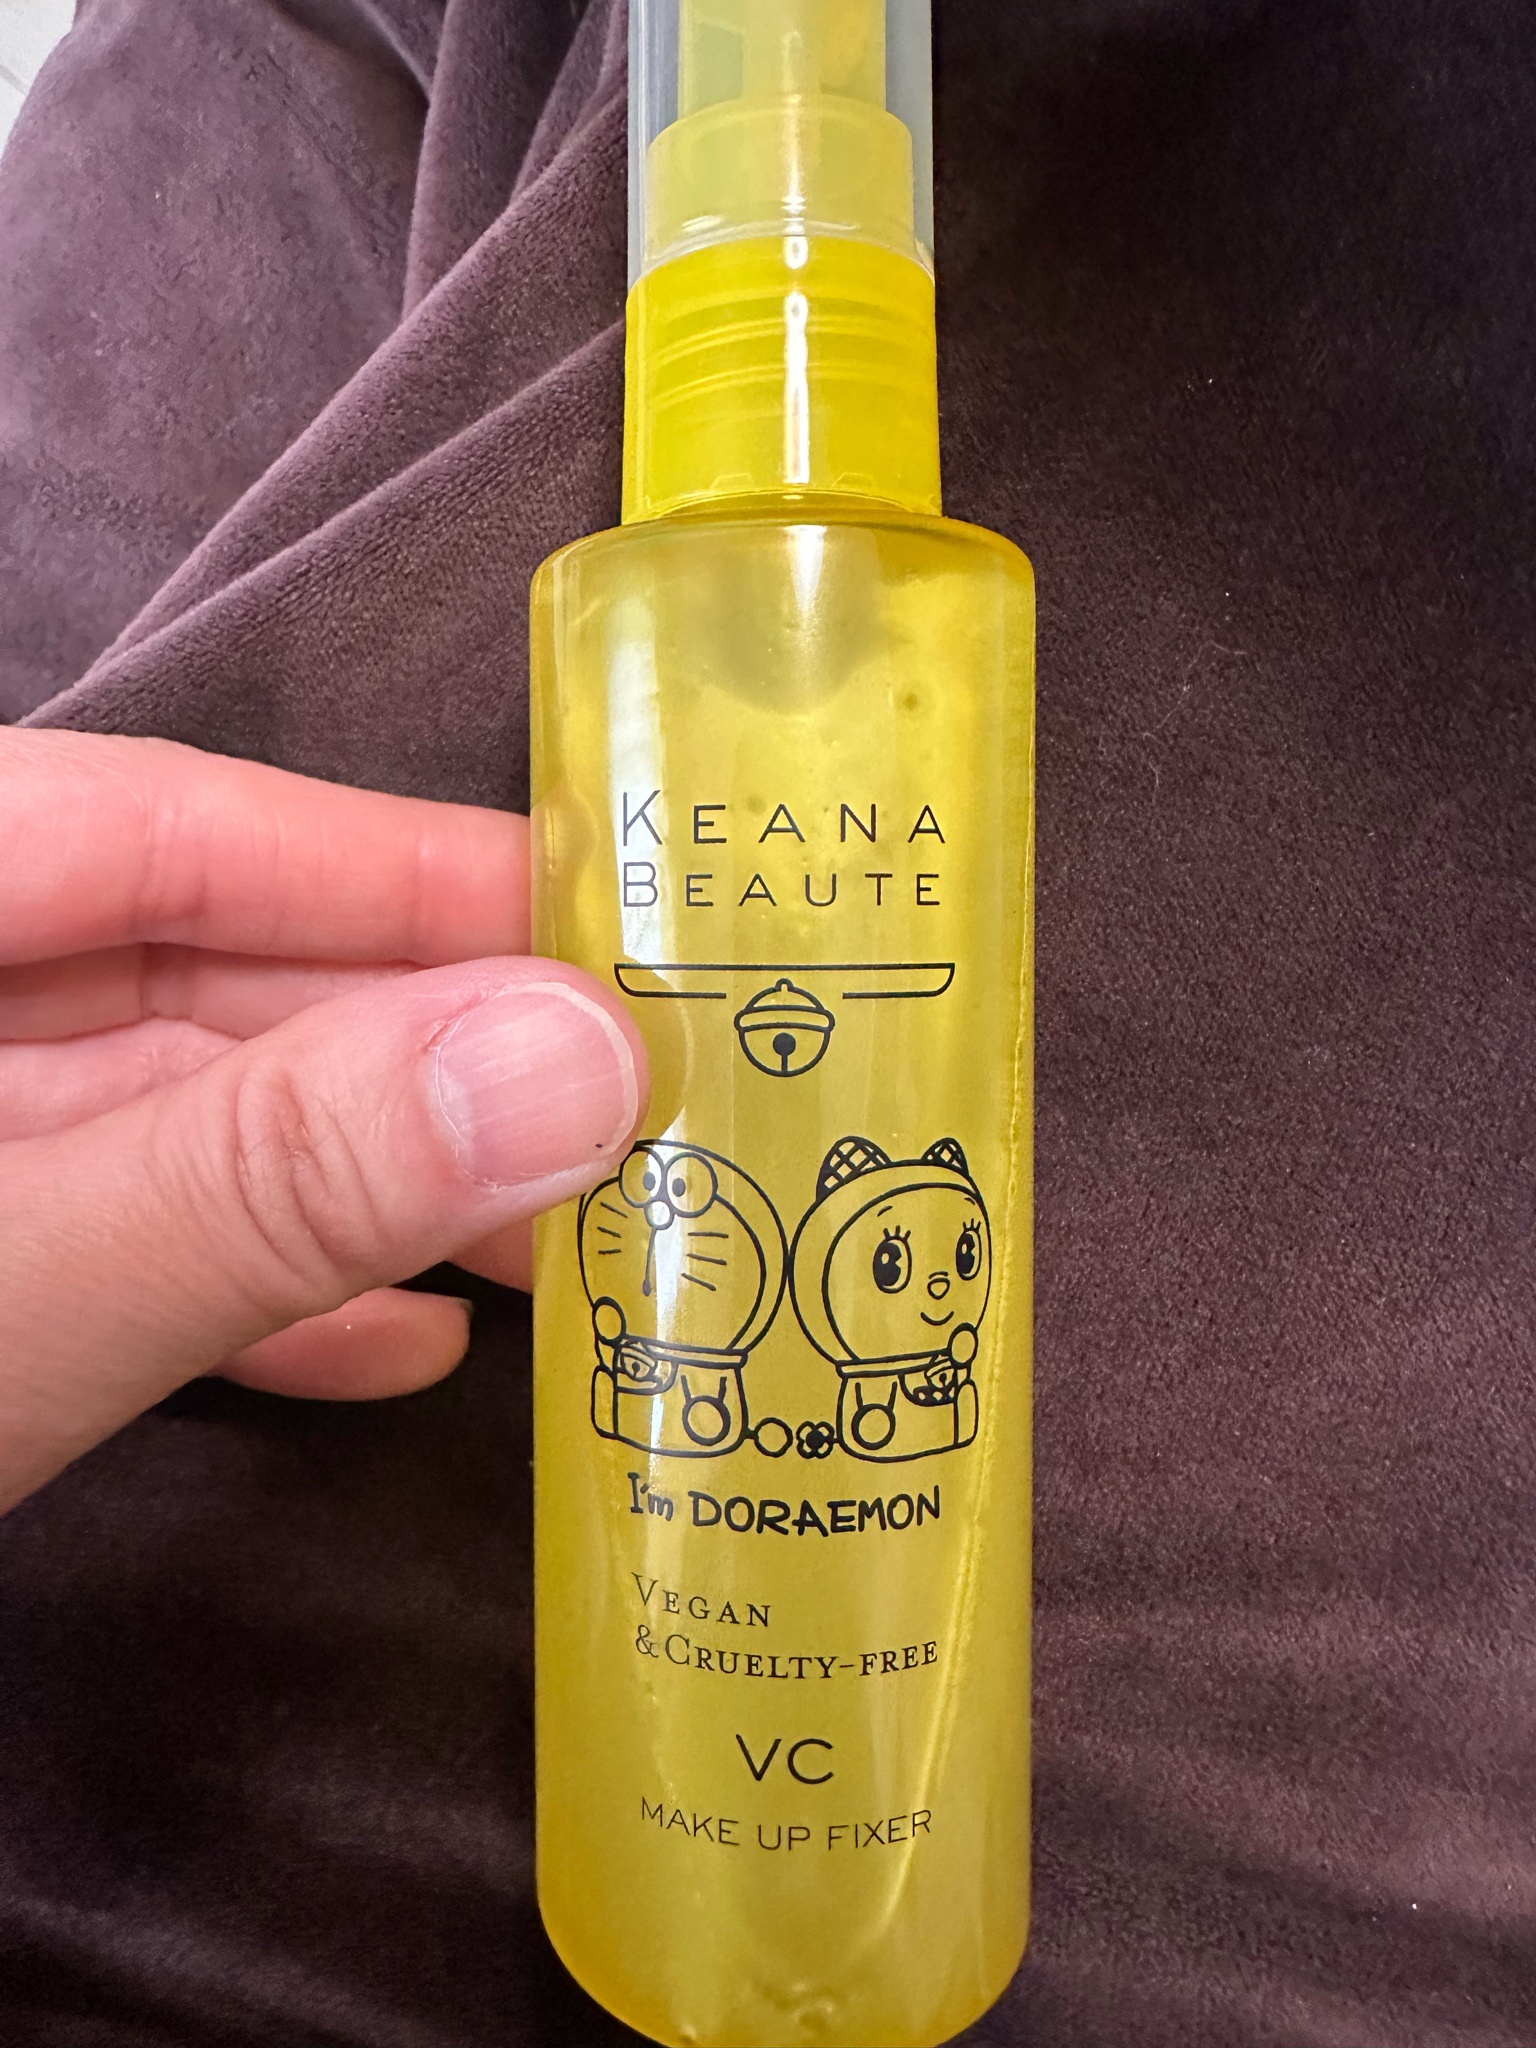 KEANA
BEAUTE
I'm DORAEMON
VEGAN
& CRUELTY-FREE
VC
MAKE UP FIXER